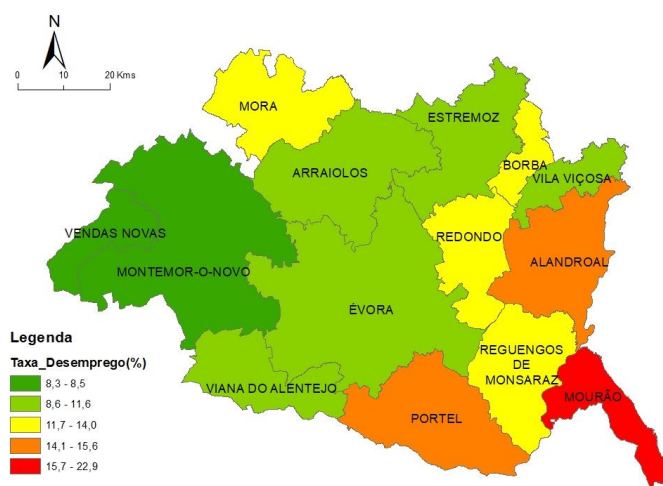 N
0 10 20 Kms
MORA
ESTREMOZ
ARRAIOLOS
BORBA
VILA VIÇOSA
VENDAS NOVAS
REDONDO
ALANDROAL
MONTEMOR-O-NOVO
ÉVORA
REGUENGOS
DE
MONSARAZ
VIANA DO ALENTEJO
MOURÃO
PORTEL
Legenda
Taxa_Desemprego(%)
8,3 - 8,5
8,6 - 11,6
11,7 - 14,0
14,1 - 15,6
15,7 - 22,9